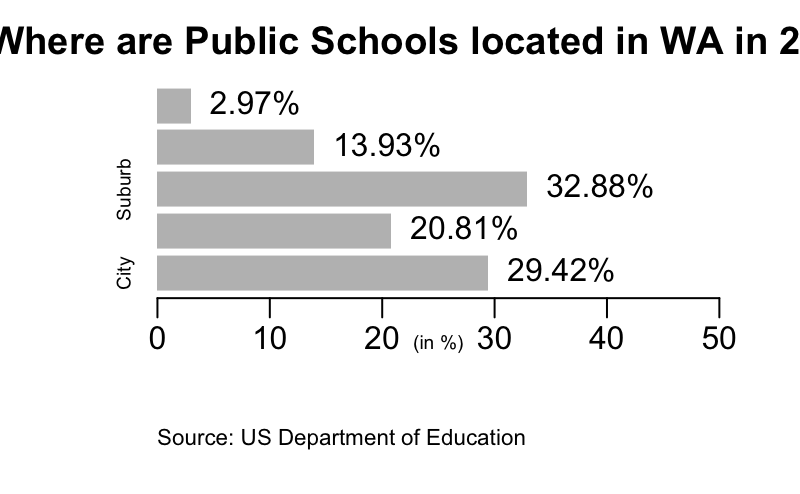 Where are Public Schools located in WA in 2
2.97%
13.93%
Suburb
32.88%
20.81%
City
29.42%
0 10 20 30 40 50
(in %)
Source: US Department of Education